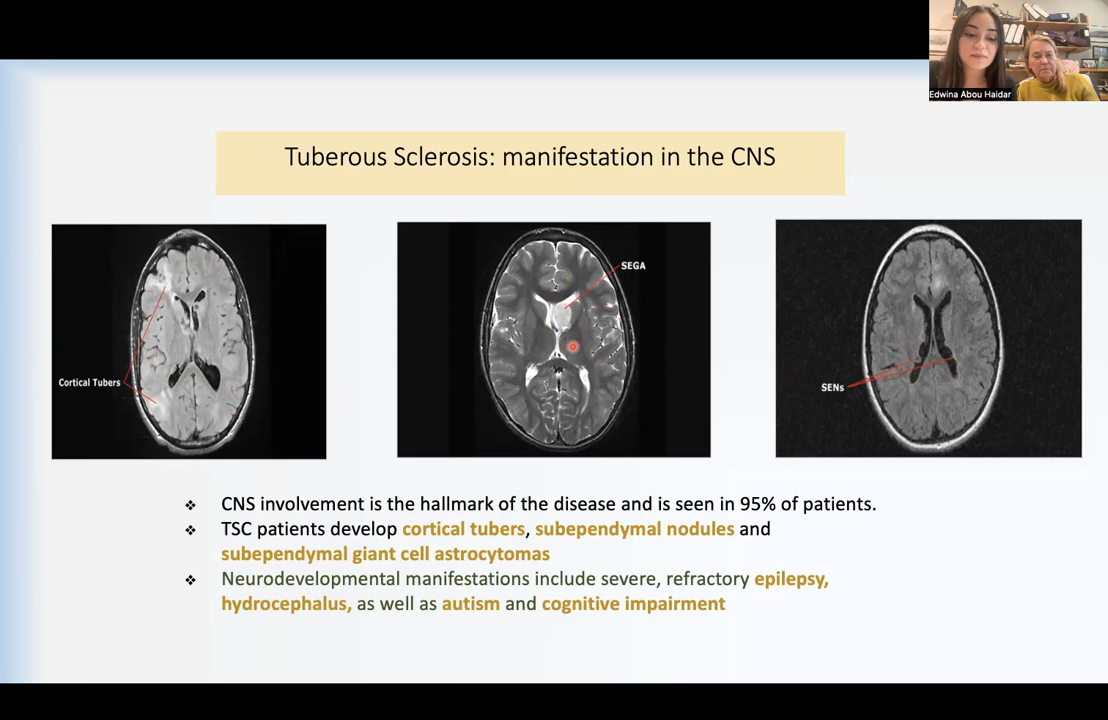 Edwina Abou Haidar
Tuberous Sclerosis: manifestation in the CNS
Cortical Tubers
SEGA
SENs
❖ CNS involvement is the hallmark of the disease and is seen in 95% of patients.
❖ TSC patients develop cortical tubers, subependymal nodules and
subependymal giant cell astrocytomas
❖ Neurodevelopmental manifestations include severe, refractory epilepsy,
hydrocephalus, as well as autism and cognitive impairment